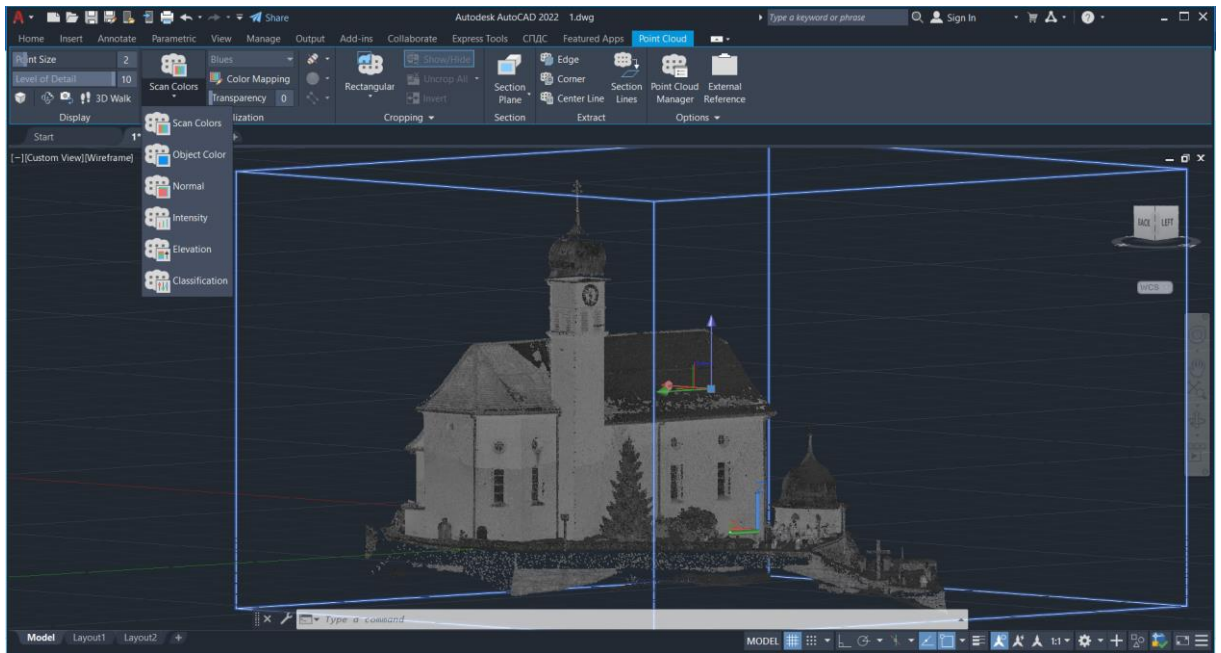 Share
Autodesk AutoCAD 2022 1.dwg
Type a keyword or phrase
Sign In
Home Insert Annotate Parametric View Manage Output Add-ins Collaborate Express Tools СПДС Featured Apps Point Cloud
Point Size 2
Level of Detail 10
3D Walk
Display
Scan Colors
Blues
Color Mapping
Transparency 0
lization
Rectangular
Show/Hide
Uncrop All
Invert
Cropping
Section Plane
Section
Edge
Corner
Center Line
Section Lines
Extract
Point Cloud Manager
External Reference
Options
Start
1*
Scan Colors
Object Color
Normal
Intensity
Elevation
Classification
[−][Custom View][Wireframe]
BACK LEFT
WCS
Type a command
Model Layout1 Layout2 +
MODEL
1:1